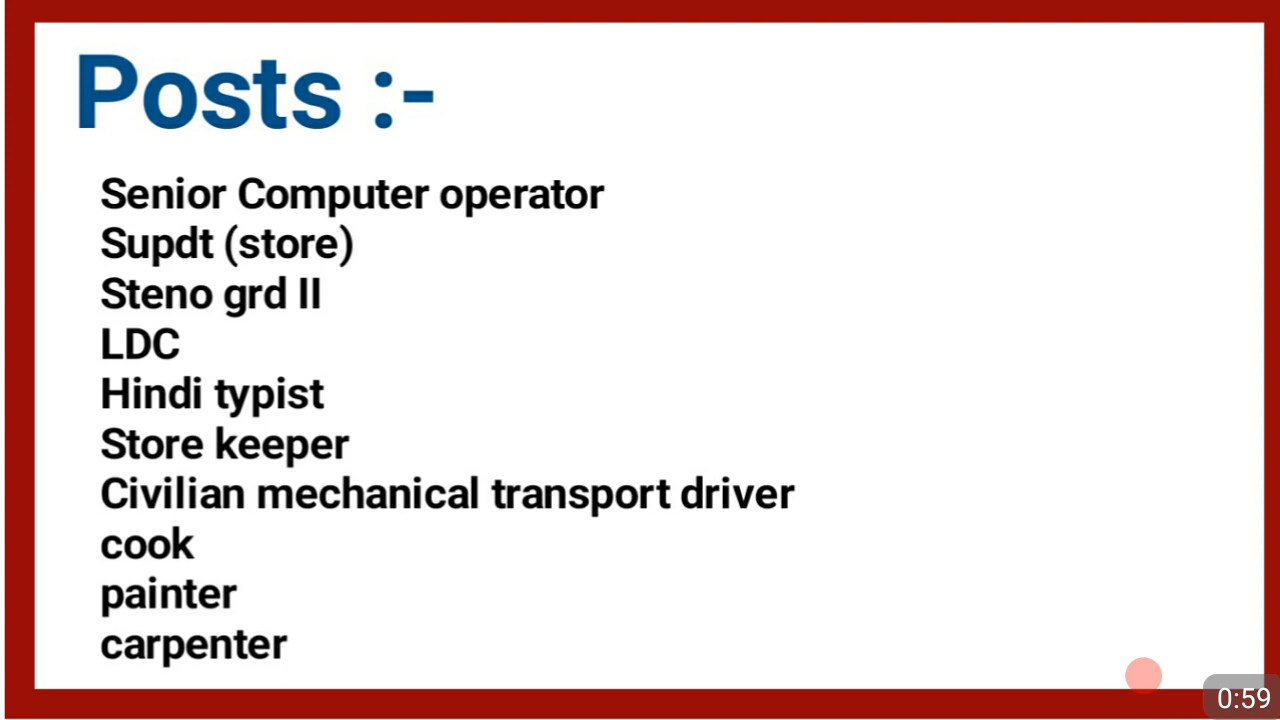 Posts :-
Senior Computer operator
Supdt (store)
Steno grd II
LDC
Hindi typist
Store keeper
Civilian mechanical transport driver
cook
painter
carpenter
0:59